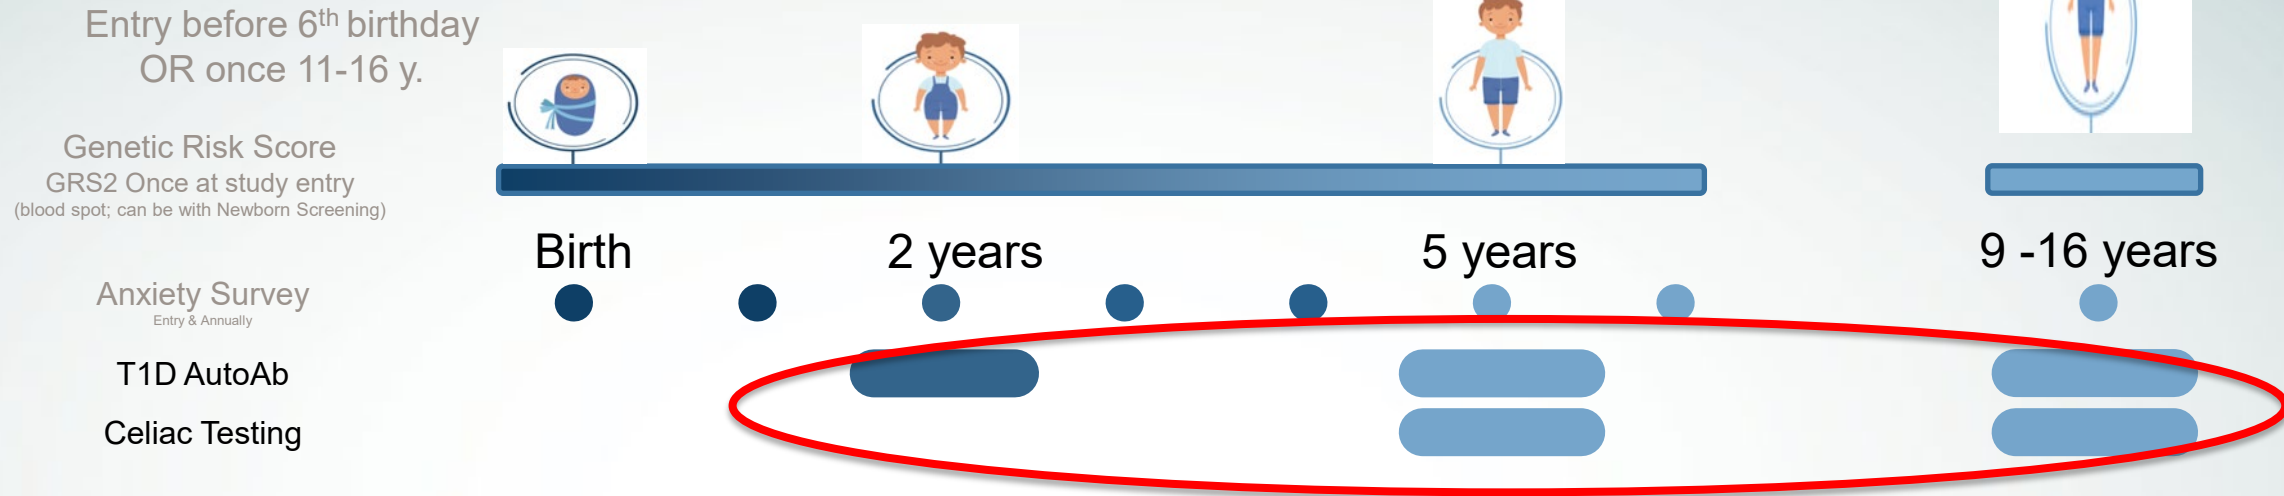 Entry before 6th birthday
OR once 11-16 y.
Genetic Risk Score
GRS2 Once at study entry
(blood spot; can be with Newborn Screening)
Birth
2 years
5 years
9 -16 years
Anxiety Survey
Entry & Annually
T1D AutoAb
Celiac Testing